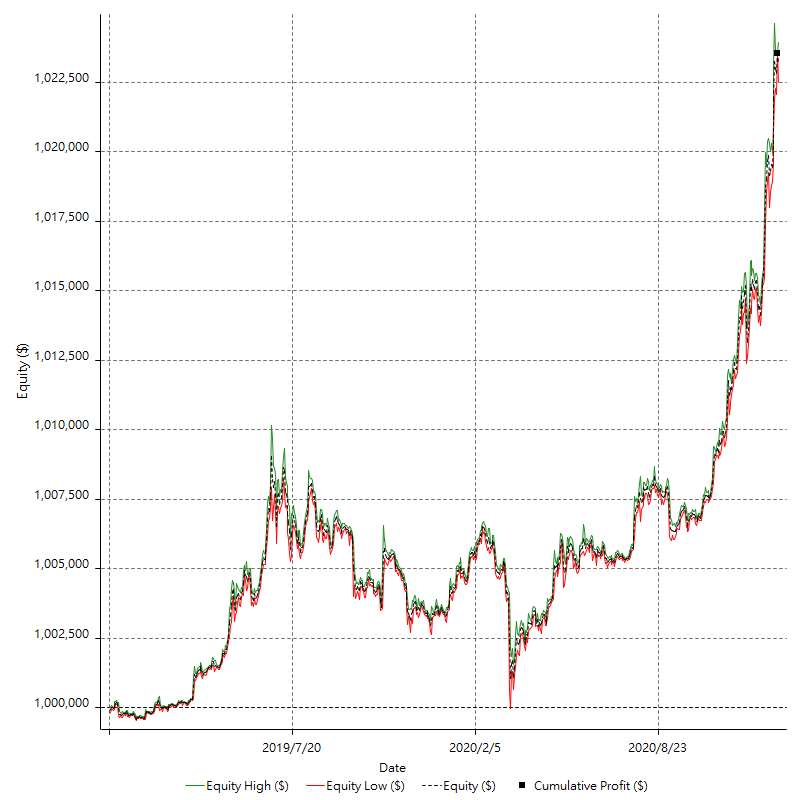 1,022,500
1,020,000
1,017,500
1,015,000
1,012,500
1,010,000
1,007,500
1,005,000
1,002,500
1,000,000
Equity ($)
2019/7/20 2020/2/5 2020/8/23
Date
Equity High ($) Equity Low ($) Equity ($) Cumulative Profit ($)